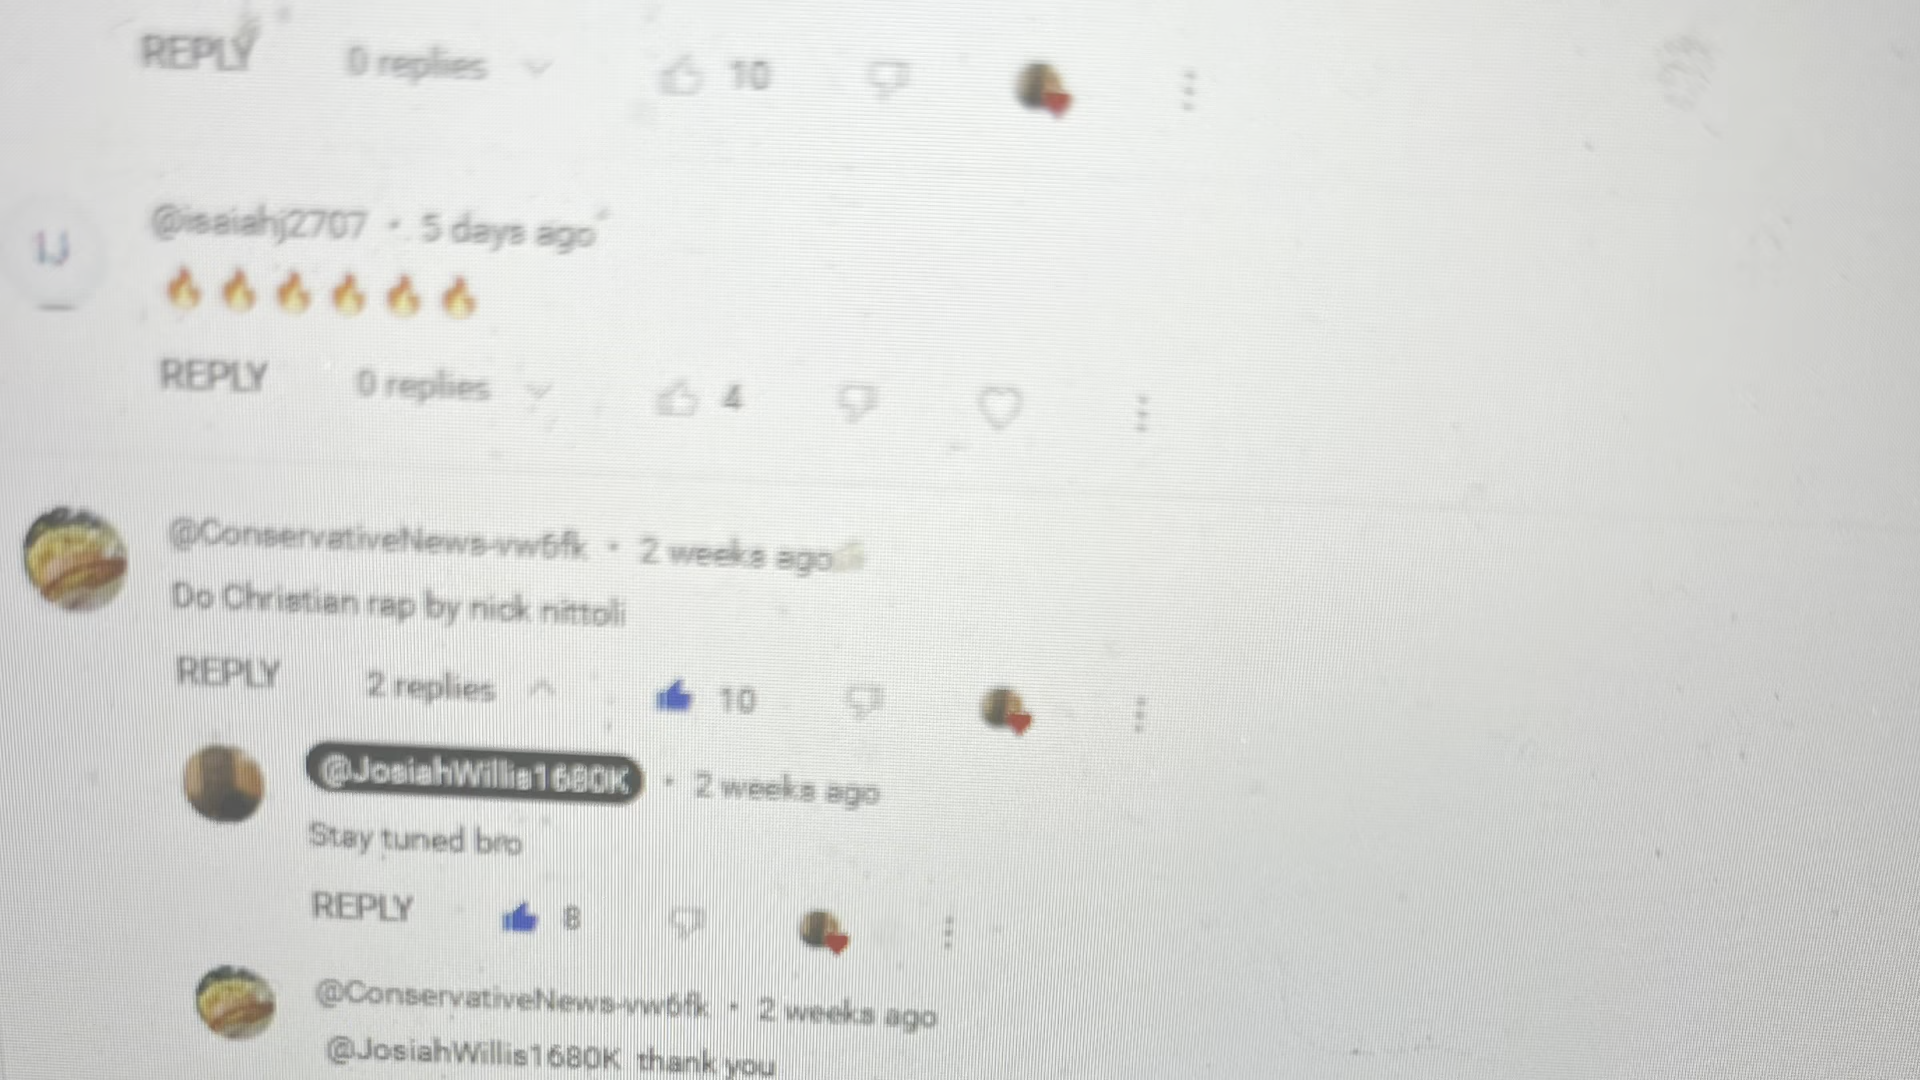 REPLY 0 replies 10
IJ
@isaiahj2707 · 5 days ago
🔥🔥🔥🔥🔥🔥
REPLY 0 replies 4
@ConservativeNews-vw6fk · 2 weeks ago
Do Christian rap by nick nittoli
REPLY 2 replies 10
@JosiahWillis1680K · 2 weeks ago
Stay tuned bro
REPLY 8
@ConservativeNews-vw6fk · 2 weeks ago
@JosiahWillis1680K thank you